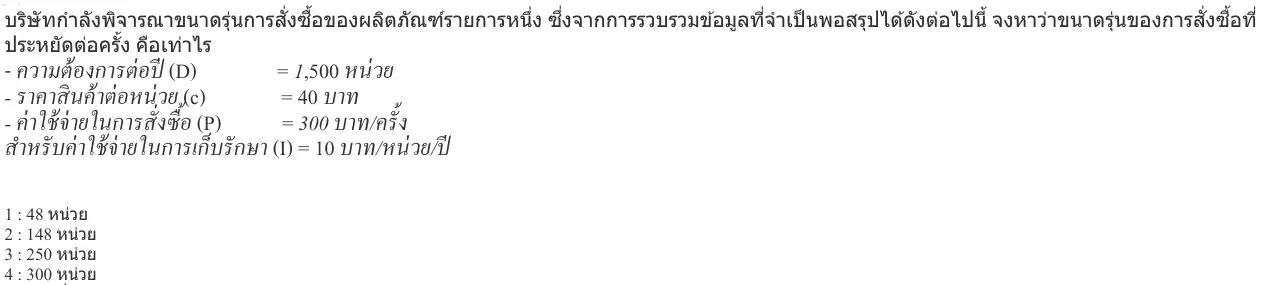 บริษัทกำลังพิจารณาขนาดรุ่นการสั่งซื้อของผลิตภัณฑ์รายการหนึ่ง ซึ่งจากการรวบรวมข้อมูลที่จำเป็นพอสรุปได้ดังต่อไปนี้ จงหาว่าขนาดรุ่นของการสั่งซื้อที่
ประหยัดต่อครั้ง คือเท่าไร
- ความต้องการต่อปี (D) = 1,500 หน่วย
- ราคาสินค้าต่อหน่วย (c) = 40 บาท
- ค่าใช้จ่ายในการสั่งซื้อ (P) = 300 บาท/ครั้ง
สำหรับค่าใช้จ่ายในการเก็บรักษา (I) = 10 บาท/หน่วย/ปี
1 : 48 หน่วย
2 : 148 หน่วย
3 : 250 หน่วย
4 : 300 หน่วย